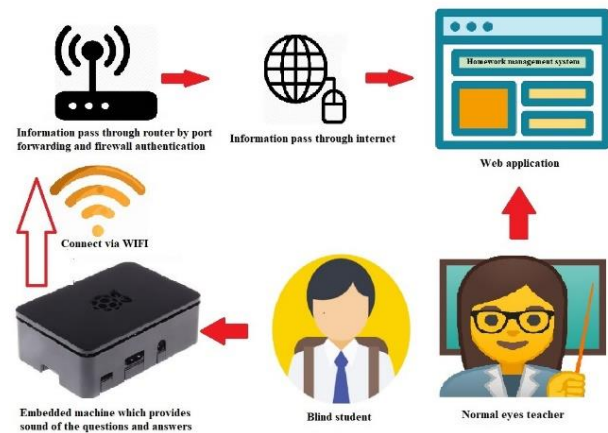 Homework management system
Information pass through router by port
forwarding and firewall authentication
Information pass through internet
Web application
Connect via WIFI
Embedded machine which provides
sound of the questions and answers
Blind student
Normal eyes teacher